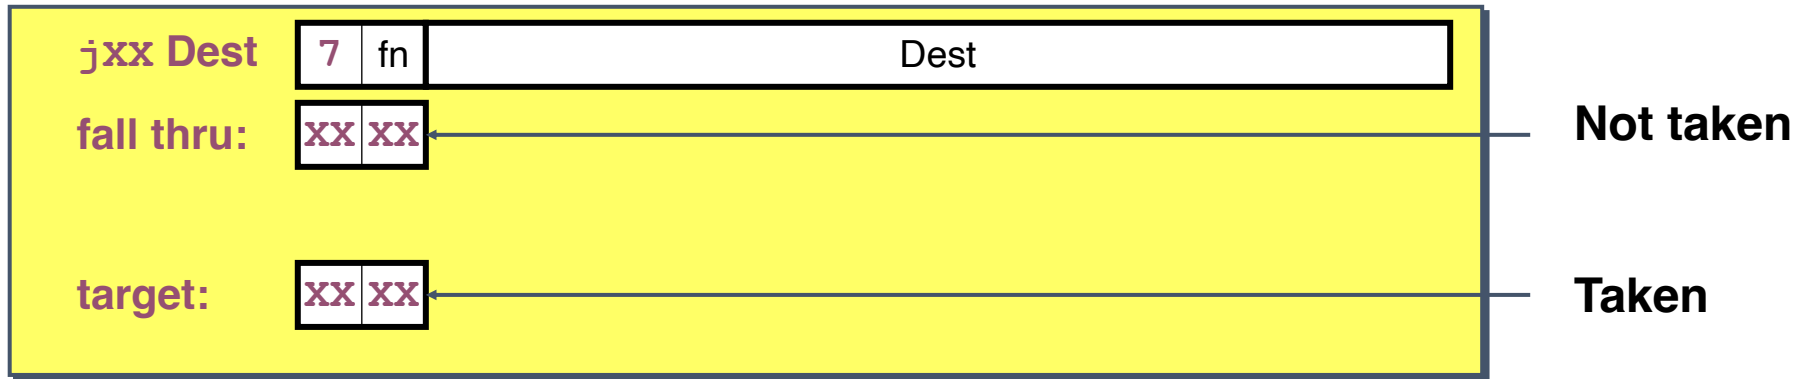 jXX Dest 7 fn Dest
fall thru: XX XX Not taken
target: XX XX Taken